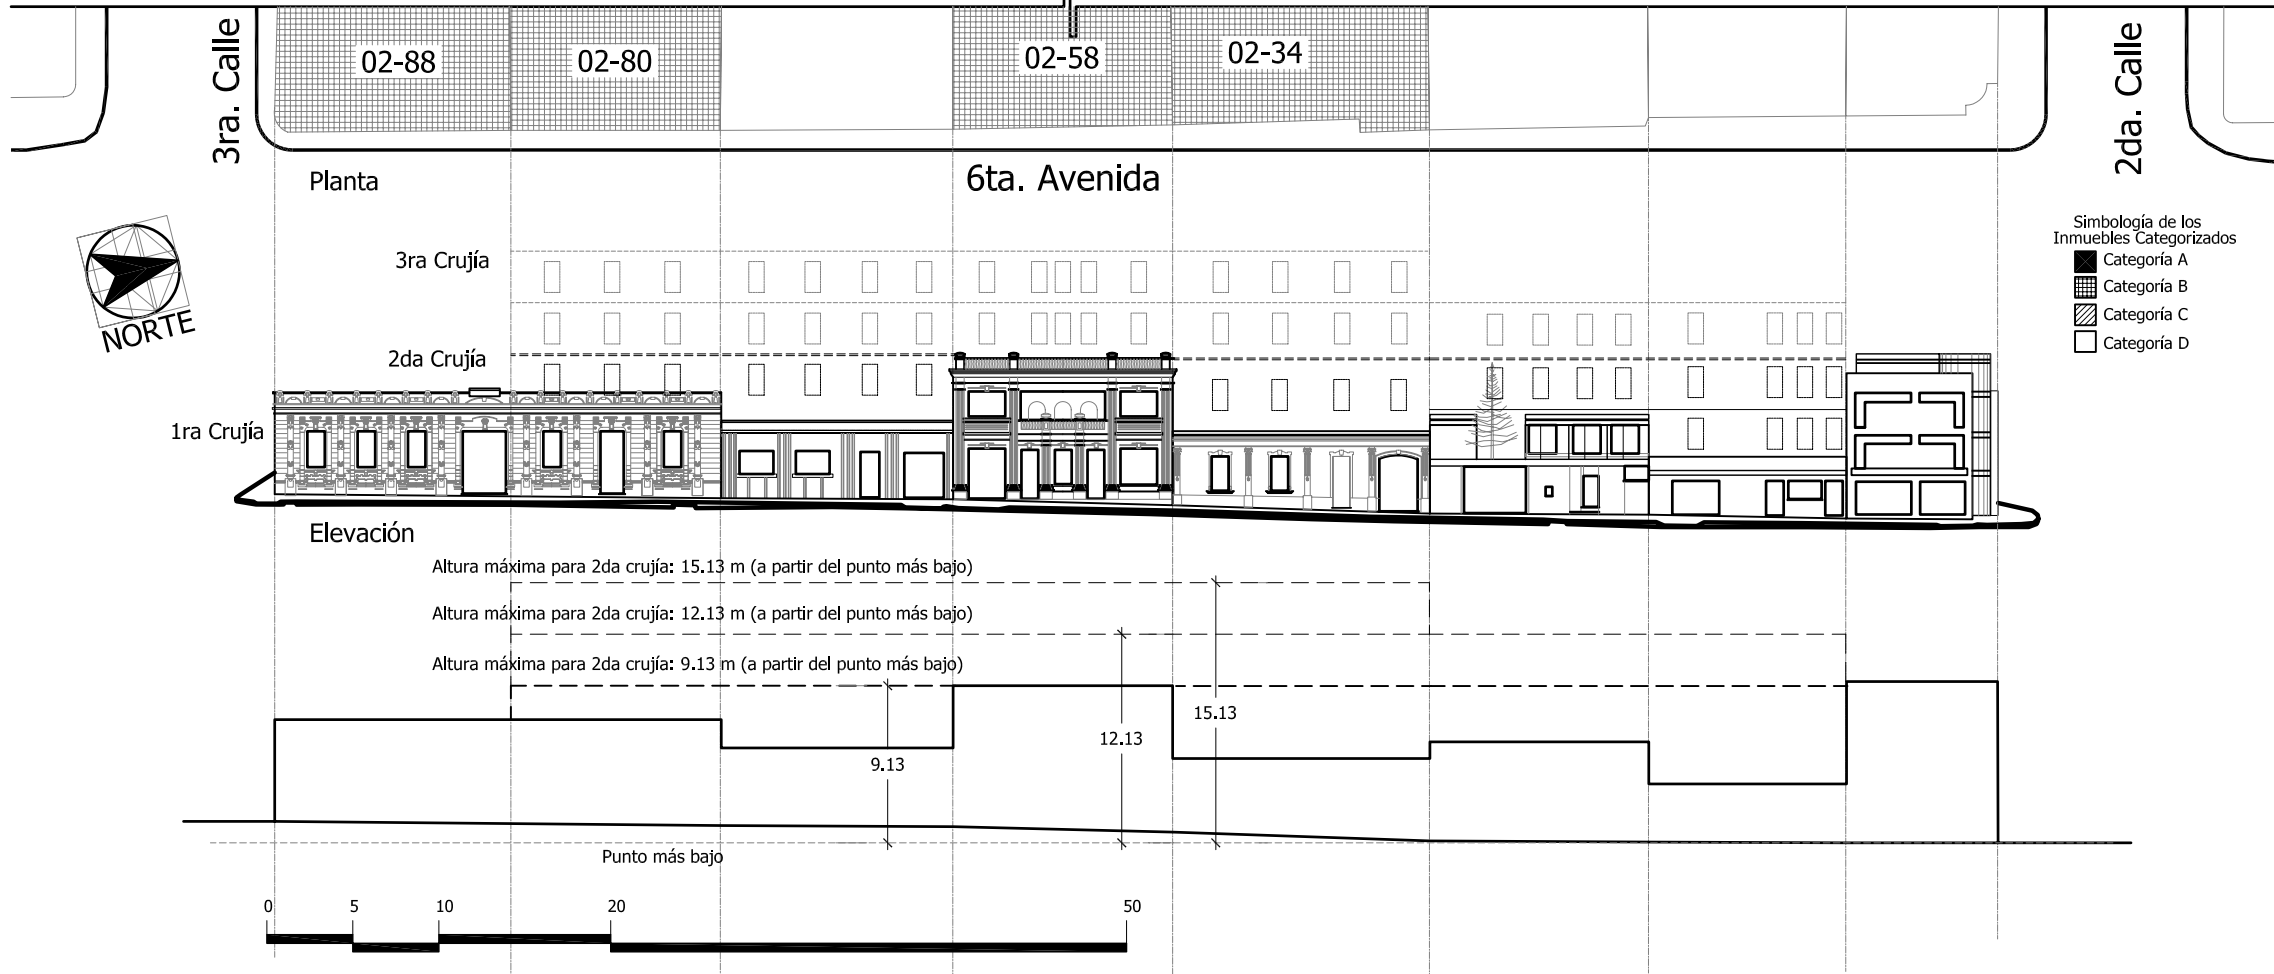 02-88
02-80
02-58
02-34
3ra. Calle
2da. Calle
Planta
6ta. Avenida
NORTE
Simbología de los
Inmuebles Categorizados
Categoría A
Categoría B
Categoría C
Categoría D
3ra Crujía
2da Crujía
1ra Crujía
Elevación
Altura máxima para 2da crujía: 15.13 m (a partir del punto más bajo)
Altura máxima para 2da crujía: 12.13 m (a partir del punto más bajo)
Altura máxima para 2da crujía: 9.13 m (a partir del punto más bajo)
15.13
12.13
9.13
Punto más bajo
0 5 10 20 50